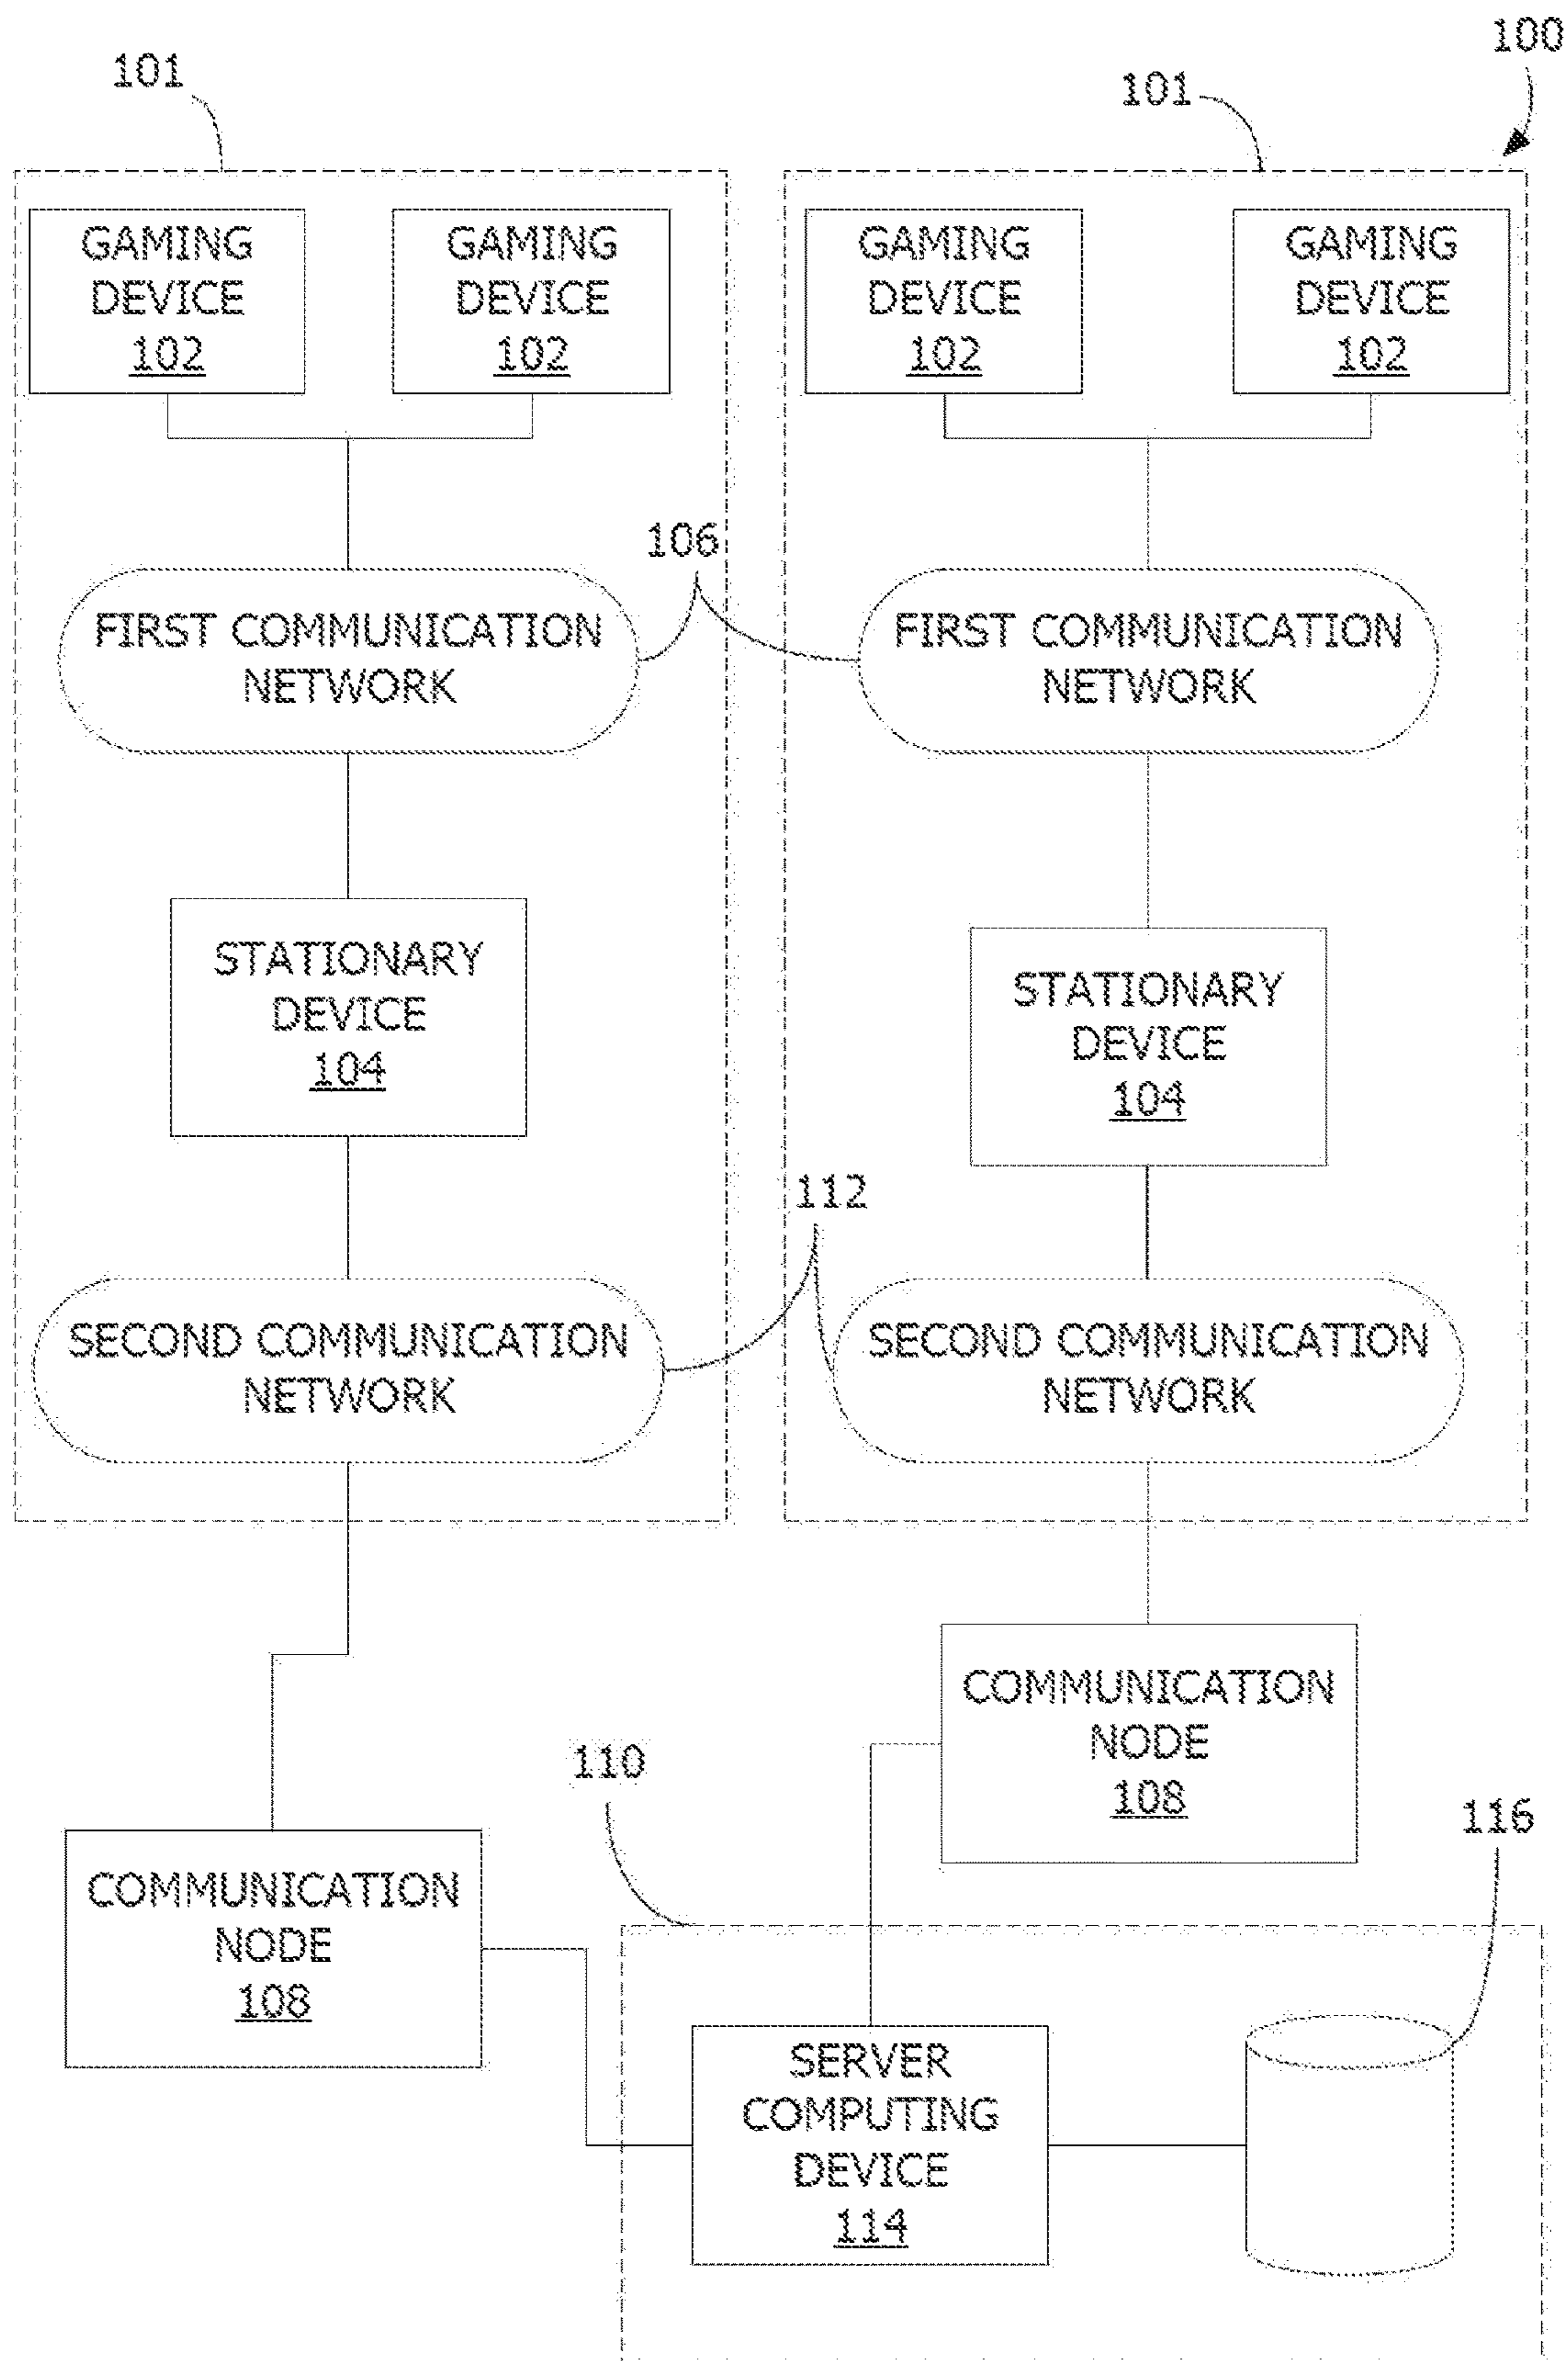 100
101
101
GAMING
DEVICE
102
GAMING
DEVICE
102
GAMING
DEVICE
102
GAMING
DEVICE
102
106
FIRST COMMUNICATION
NETWORK
FIRST COMMUNICATION
NETWORK
STATIONARY
DEVICE
104
STATIONARY
DEVICE
104
112
SECOND COMMUNICATION
NETWORK
SECOND COMMUNICATION
NETWORK
COMMUNICATION
NODE
108
110
116
COMMUNICATION
NODE
108
SERVER
COMPUTING
DEVICE
114